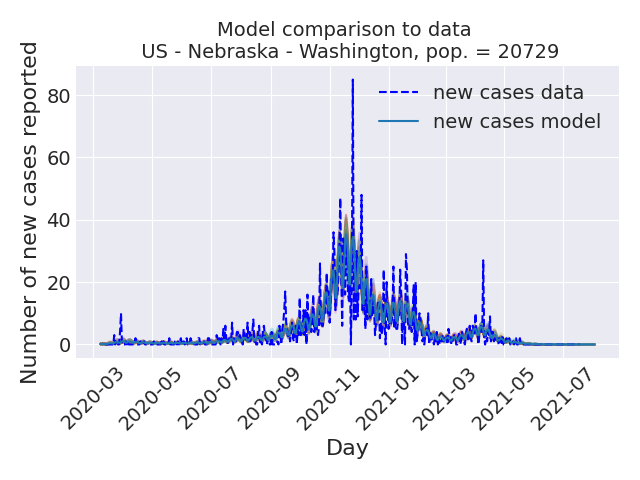 Model comparison to data
US - Nebraska - Washington, pop. = 20729
Number of new cases reported
80
60
40
20
0
new cases data
new cases model
2020-03
2020-05
2020-07
2020-09
2020-11
2021-01
2021-03
2021-05
2021-07
Day